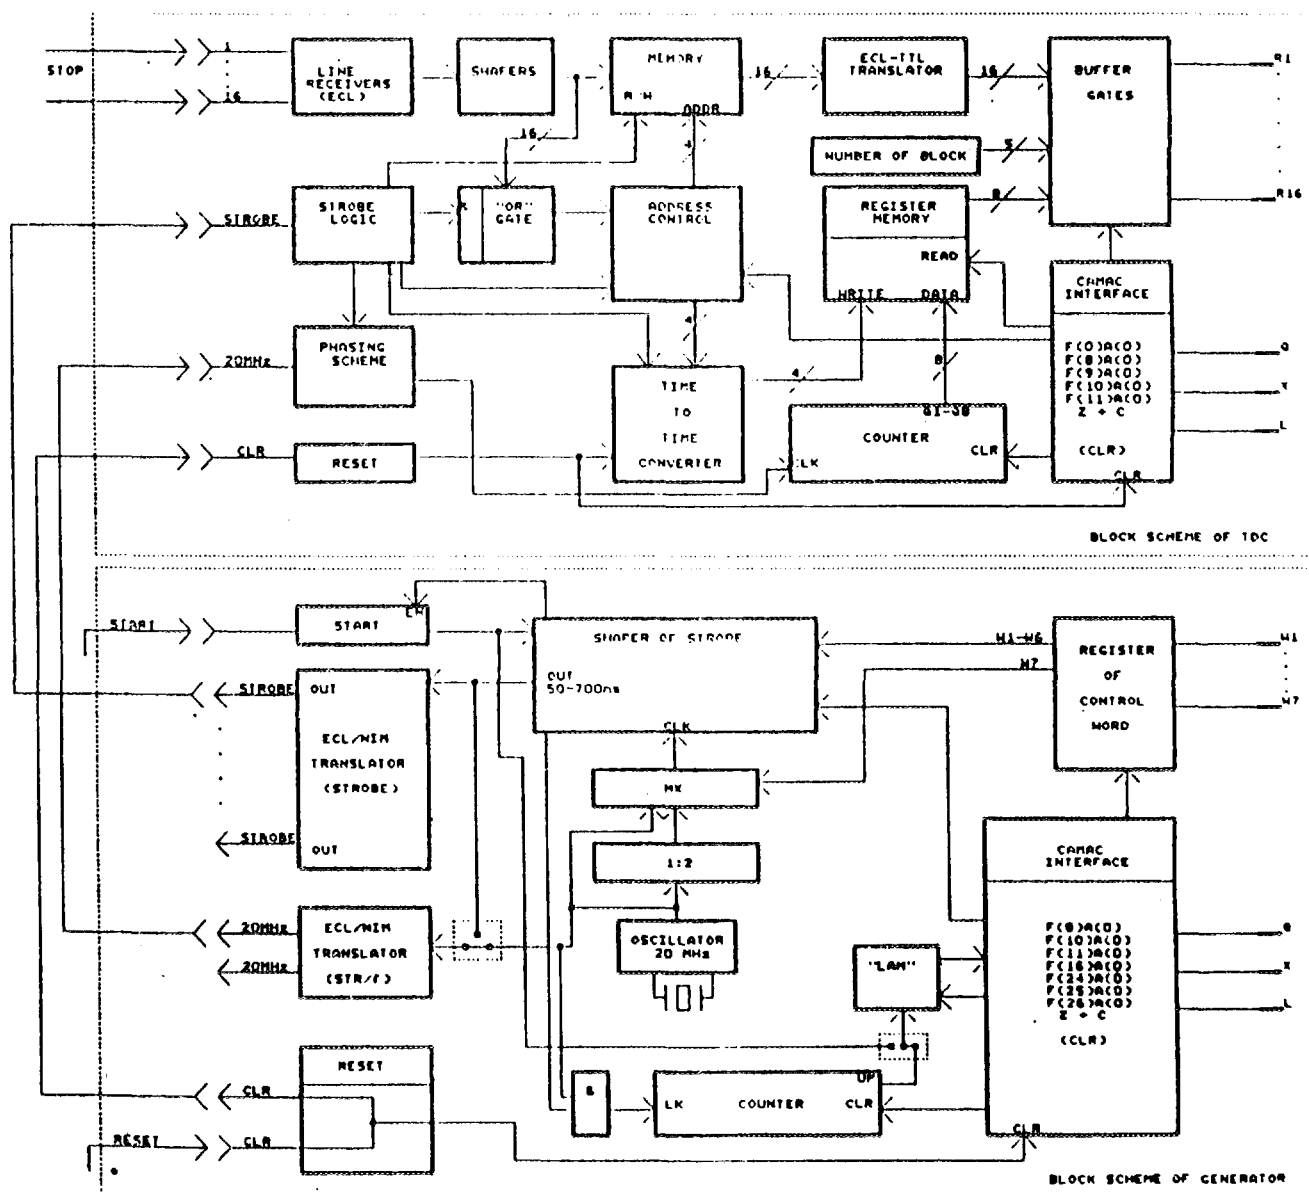 STOP
1
16
LINE
RECEIVERS
(ECL)
SHAPERS
MEMORY
ADDR
16
16
ECL-TTL
TRANSLATOR
16
BUFFER
GATES
R1
R16
NUMBER OF BLOCK
5
4
STROBE
STROBE
LOGIC
"OR"
GATE
ADDRESS
CONTROL
REGISTER
MEMORY
READ
WRITE
DATA
8
CAMAC
INTERFACE
F(0)A(0)
F(8)A(0)
F(9)A(0)
F(10)A(0)
F(11)A(0)
Z + C
(CLR)
CLR
Q
X
L
20MHz
PHASING
SCHEME
4
TIME
TO
TIME
CONVERTER
4
8
Q1-Q8
COUNTER
CLR
CLR
RESET
BLOCK SCHEME OF TDC
START
START
SHAPER OF STROBE
OUT
50-700ns
CLK
W1-W6
W7
REGISTER
OF
CONTROL
WORD
W1
W7
STROBE
OUT
ECL/NIM
TRANSLATOR
(STROBE)
STROBE
OUT
MX
1:2
OSCILLATOR
20 MHz
CAMAC
INTERFACE
F(8)A(0)
F(10)A(0)
F(11)A(0)
F(16)A(0)
F(24)A(0)
F(25)A(0)
F(26)A(0)
Z + C
(CLR)
CLR
Q
X
L
20MHz
20MHz
ECL/NIM
TRANSLATOR
"LAM"
RESET
CLR
RESET
CLR
&
LK
COUNTER
CLR
BLOCK SCHEME OF GENERATOR